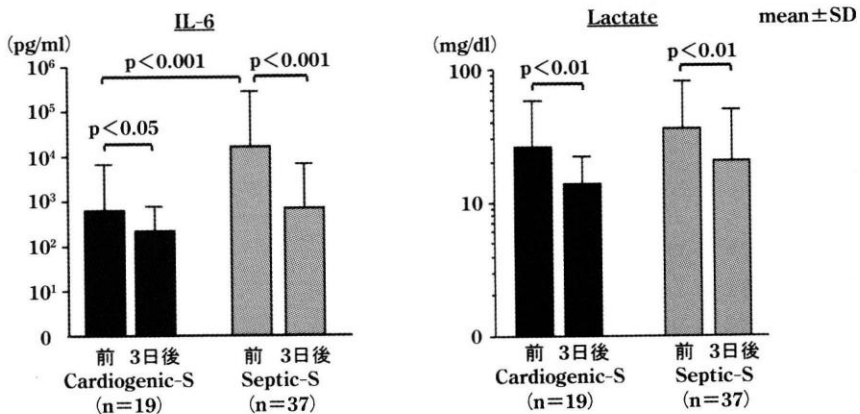 IL-6
(pg/ml)
10⁶
10⁵
10⁴
10³
10²
10¹
0
p<0.001
p<0.001
p<0.05
前 3日後 前 3日後
Cardiogenic-S Septic-S
(n=19) (n=37)
Lactate
mean±SD
(mg/dl)
100
10
0
p<0.01
p<0.01
前 3日後 前 3日後
Cardiogenic-S Septic-S
(n=19) (n=37)